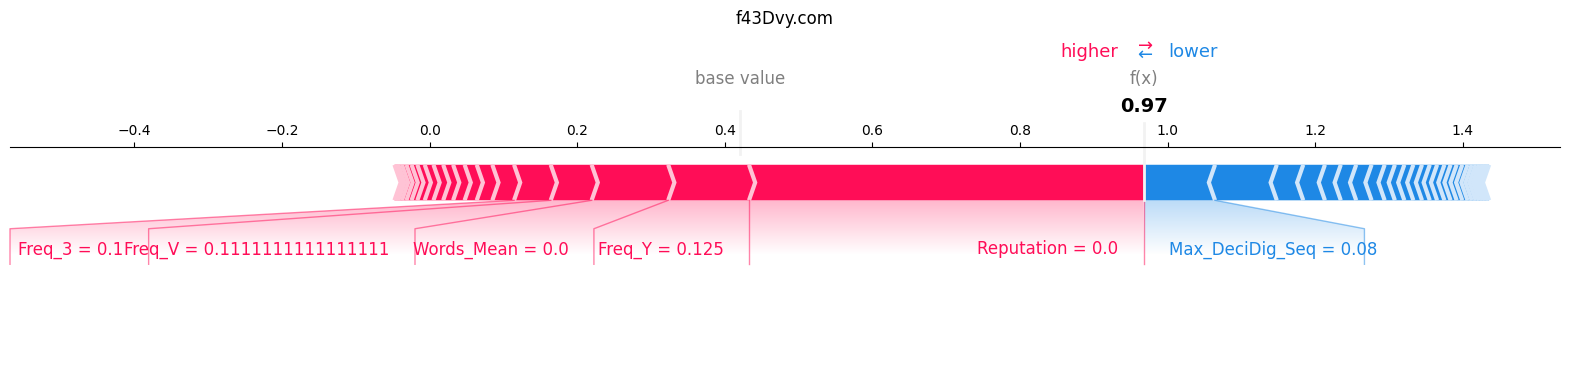 f43Dvy.com
higher ⇄ lower
base value f(x)
0.97
−0.4 −0.2 0.0 0.2 0.4 0.6 0.8 1.0 1.2 1.4
Freq_3 = 0.1 Freq_V = 0.1111111111111111 Words_Mean = 0.0 Freq_Y = 0.125 Reputation = 0.0 Max_DeciDig_Seq = 0.08